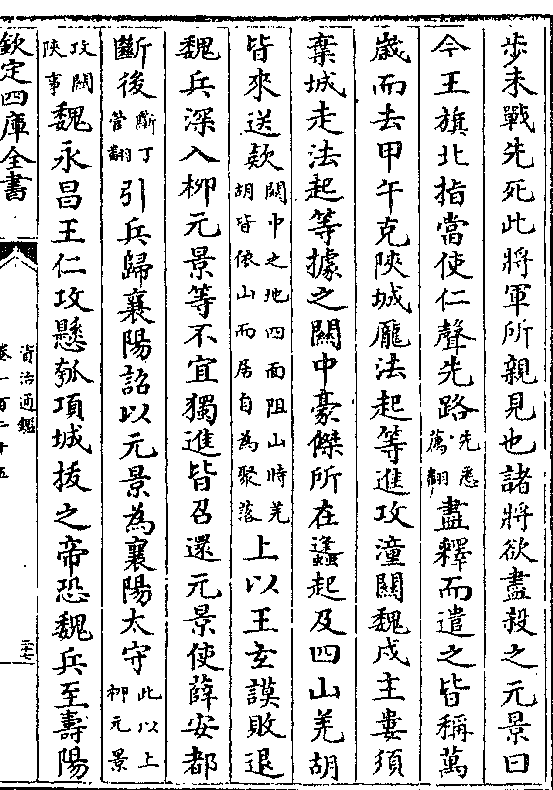 步未戰先死此將軍所親見也諸將欲盡殺之元景曰
今王旗北指當使仁聲先路先悉薦翻盡釋而遣之皆稱萬
歲而去甲午克陜城龎法起等進攻潼關魏戍主婁須
棄城走法起等據之關中豪傑所在蠭起及四山羌胡
皆來送欵關中之地四面阻山時羌胡皆依山而居自為聚落上以王玄謨敗退
魏兵深入柳元景等不宜獨進皆召還元景使薛安都
斷後斷丁管翻引兵歸襄陽詔以元景為襄陽太守此以上柳元景
攻關陜事魏永昌王仁攻懸瓠項城拔之帝恐魏兵至壽陽
欽定四庫全書
資治通鑑
卷一百二十五